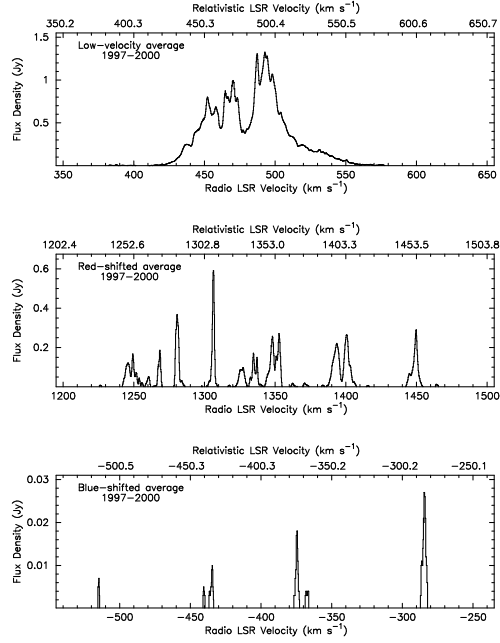 Relativistic LSR Velocity (km s⁻¹)
350.2 400.3 450.3 500.4 550.5 600.6 650.7
Low-velocity average
1997-2000
Flux Density (Jy)
1.5
1
0.5
350 400 450 500 550 600 650
Radio LSR Velocity (km s⁻¹)
Relativistic LSR Velocity (km s⁻¹)
1202.4 1252.6 1302.8 1353.0 1403.3 1453.5 1503.8
Red-shifted average
1997-2000
Flux Density (Jy)
0.6
0.4
0.2
1200 1250 1300 1350 1400 1450 1500
Radio LSR Velocity (km s⁻¹)
Relativistic LSR Velocity (km s⁻¹)
-500.5 -450.4 -400.3 -350.2 -300.2 -250.1
Blue-shifted average
1997-2000
Flux Density (Jy)
0.03
0.02
0.01
-500 -450 -400 -350 -300 -250
Radio LSR Velocity (km s⁻¹)